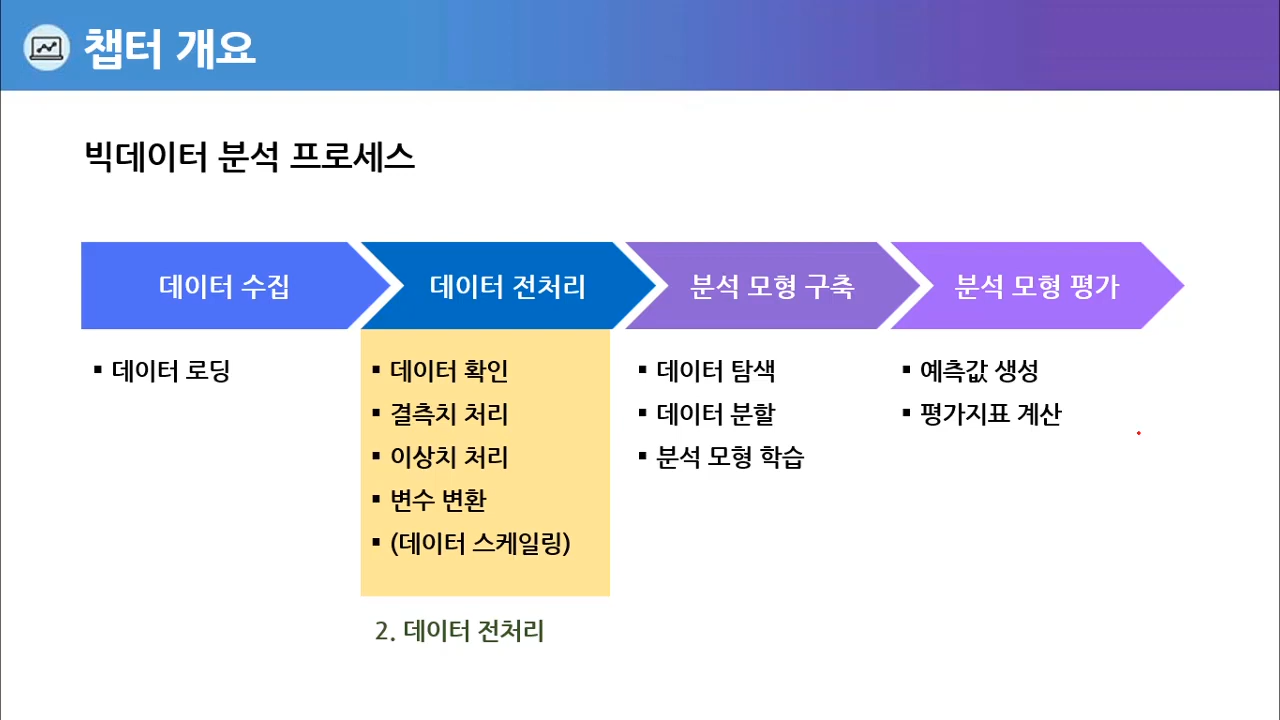 챕터 개요
빅데이터 분석 프로세스
데이터 수집
데이터 전처리
분석 모형 구축
분석 모형 평가
▪ 데이터 로딩
▪ 데이터 확인
▪ 결측치 처리
▪ 이상치 처리
▪ 변수 변환
▪ (데이터 스케일링)
▪ 데이터 탐색
▪ 데이터 분할
▪ 분석 모형 학습
▪ 예측값 생성
▪ 평가지표 계산
2. 데이터 전처리